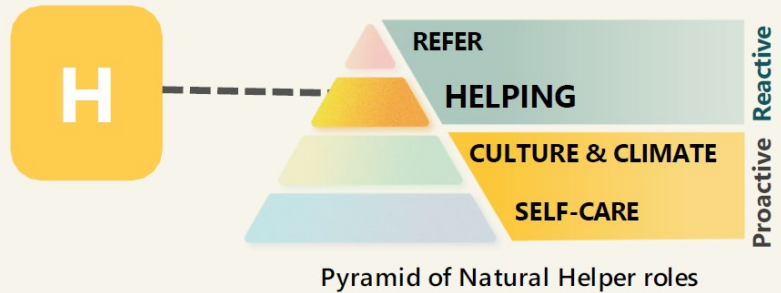 H
REFER
HELPING
Reactive
CULTURE & CLIMATE
SELF-CARE
Proactive
Pyramid of Natural Helper roles